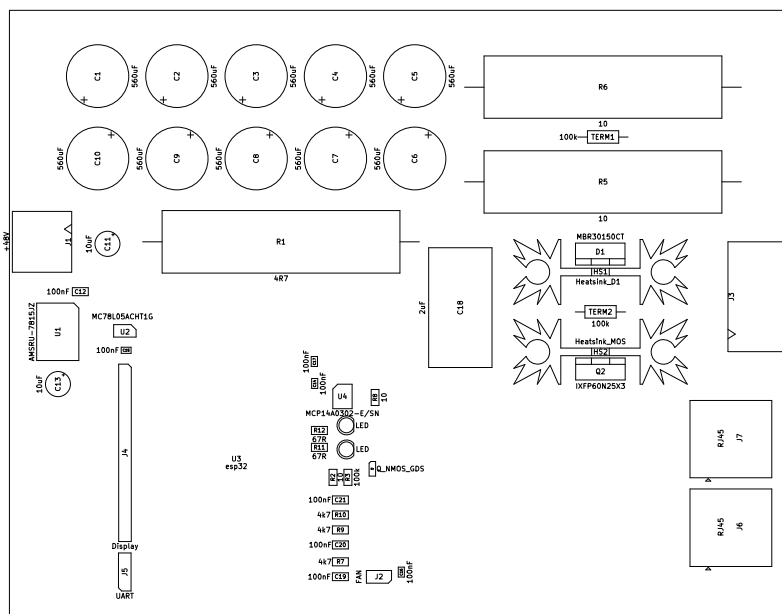 560uF C1 560uF C2 560uF C3 560uF C4 560uF C5 560uF
R6
10
100k TERM1
560uF C10 560uF C9 560uF C8 560uF C7 560uF C6
R5
10
+48V
J1
10uF C11
R1
4R7
MBR30150CT
D1
HS1
Heatsink_D1
2uF C18
J3
100nF C12
AMSRU-7815JZ
U1
MC78L05ACHT1G
U2
100nF
TERM2
100k
Heatsink_MOS
HS2
Q2
IXFP60N25X3
10uF C13
100nF
100nF
U4
R8 10
MCP14A0302-E/SN
J4
R12
67R
LED
R11
67R
LED
U3
esp32
R2 10 R3 100k
Q_NMOS_GDS
RJ45 J7
100nF C21
4k7 R10
4k7 R9
100nF C20
4k7 R7
100nF C19
RJ45 J6
Display
J5
UART
FAN J2
100nF